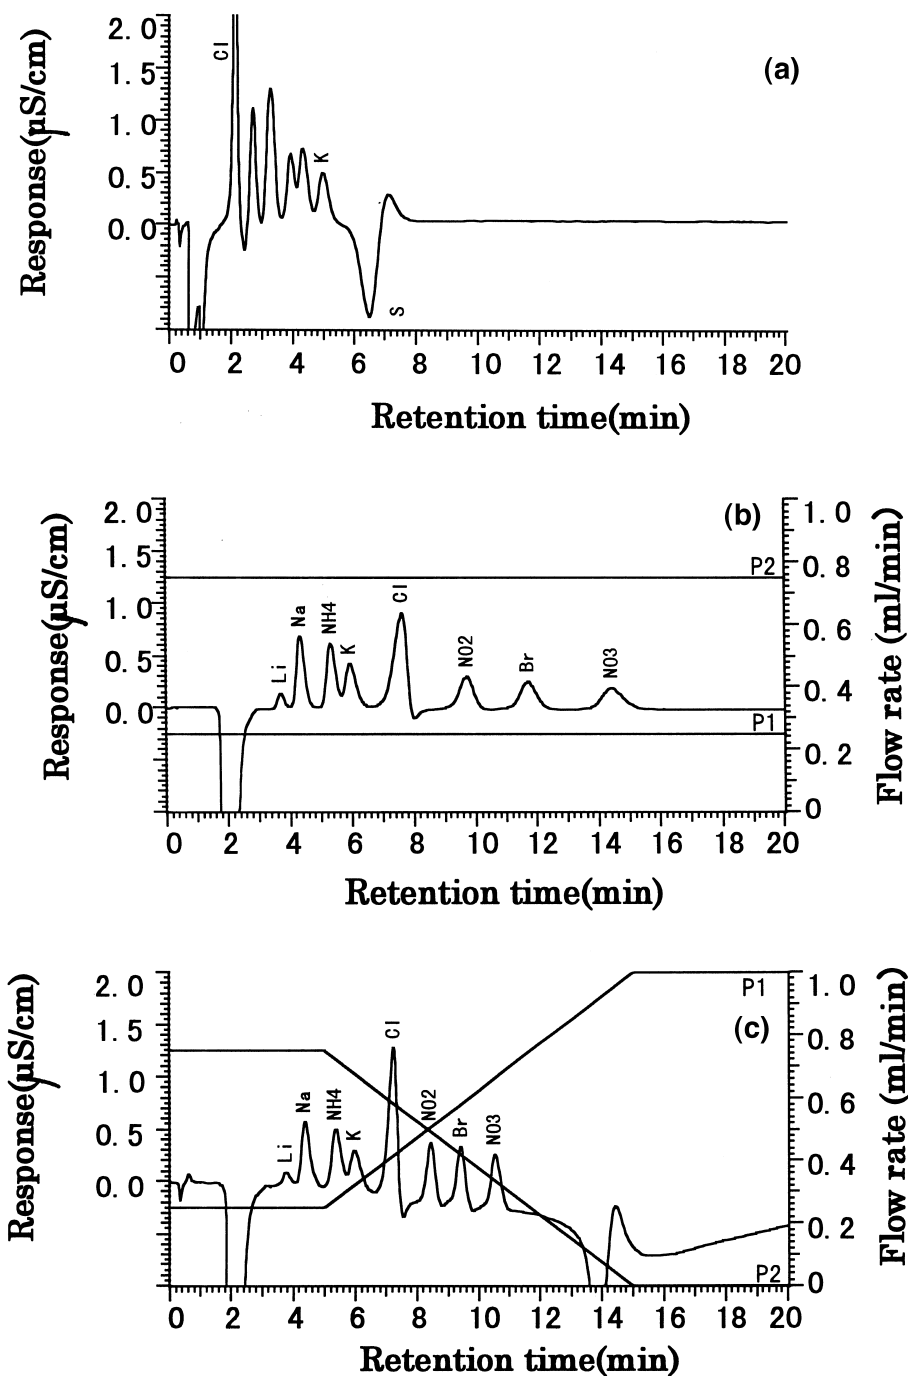 2.0
1.5
1.0
0.5
0.0
Response(µS/cm)
Cl
K
S
(a)
0 2 4 6 8 10 12 14 16 18 20
Retention time(min)
2.0
1.5
1.0
0.5
0.0
Response(µS/cm)
(b)
P2
Li
Na
NH4
K
Cl
NO2
Br
NO3
P1
1.0
0.8
0.6
0.4
0.2
0
Flow rate (ml/min)
0 2 4 6 8 10 12 14 16 18 20
Retention time(min)
2.0
1.5
1.0
0.5
0.0
Response(µS/cm)
P1
(c)
Li
Na
NH4
K
Cl
NO2
Br
NO3
P2
1.0
0.8
0.6
0.4
0.2
0
Flow rate (ml/min)
0 2 4 6 8 10 12 14 16 18 20
Retention time(min)